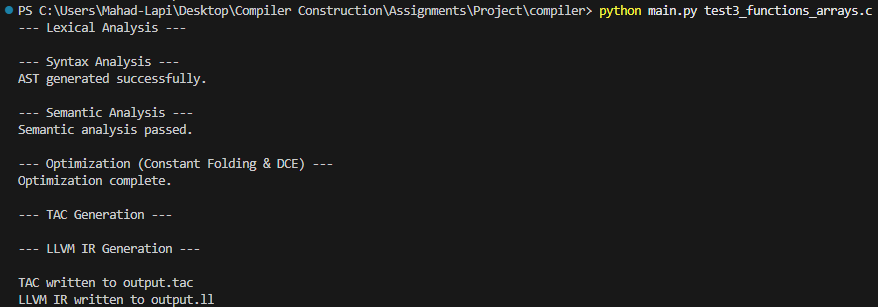 PS C:\Users\Mahad-Lapi\Desktop\Compiler Construction\Assignments\Project\compiler> python main.py test3_functions_arrays.c
--- Lexical Analysis ---
--- Syntax Analysis ---
AST generated successfully.
--- Semantic Analysis ---
Semantic analysis passed.
--- Optimization (Constant Folding & DCE) ---
Optimization complete.
--- TAC Generation ---
--- LLVM IR Generation ---
TAC written to output.tac
LLVM IR written to output.ll